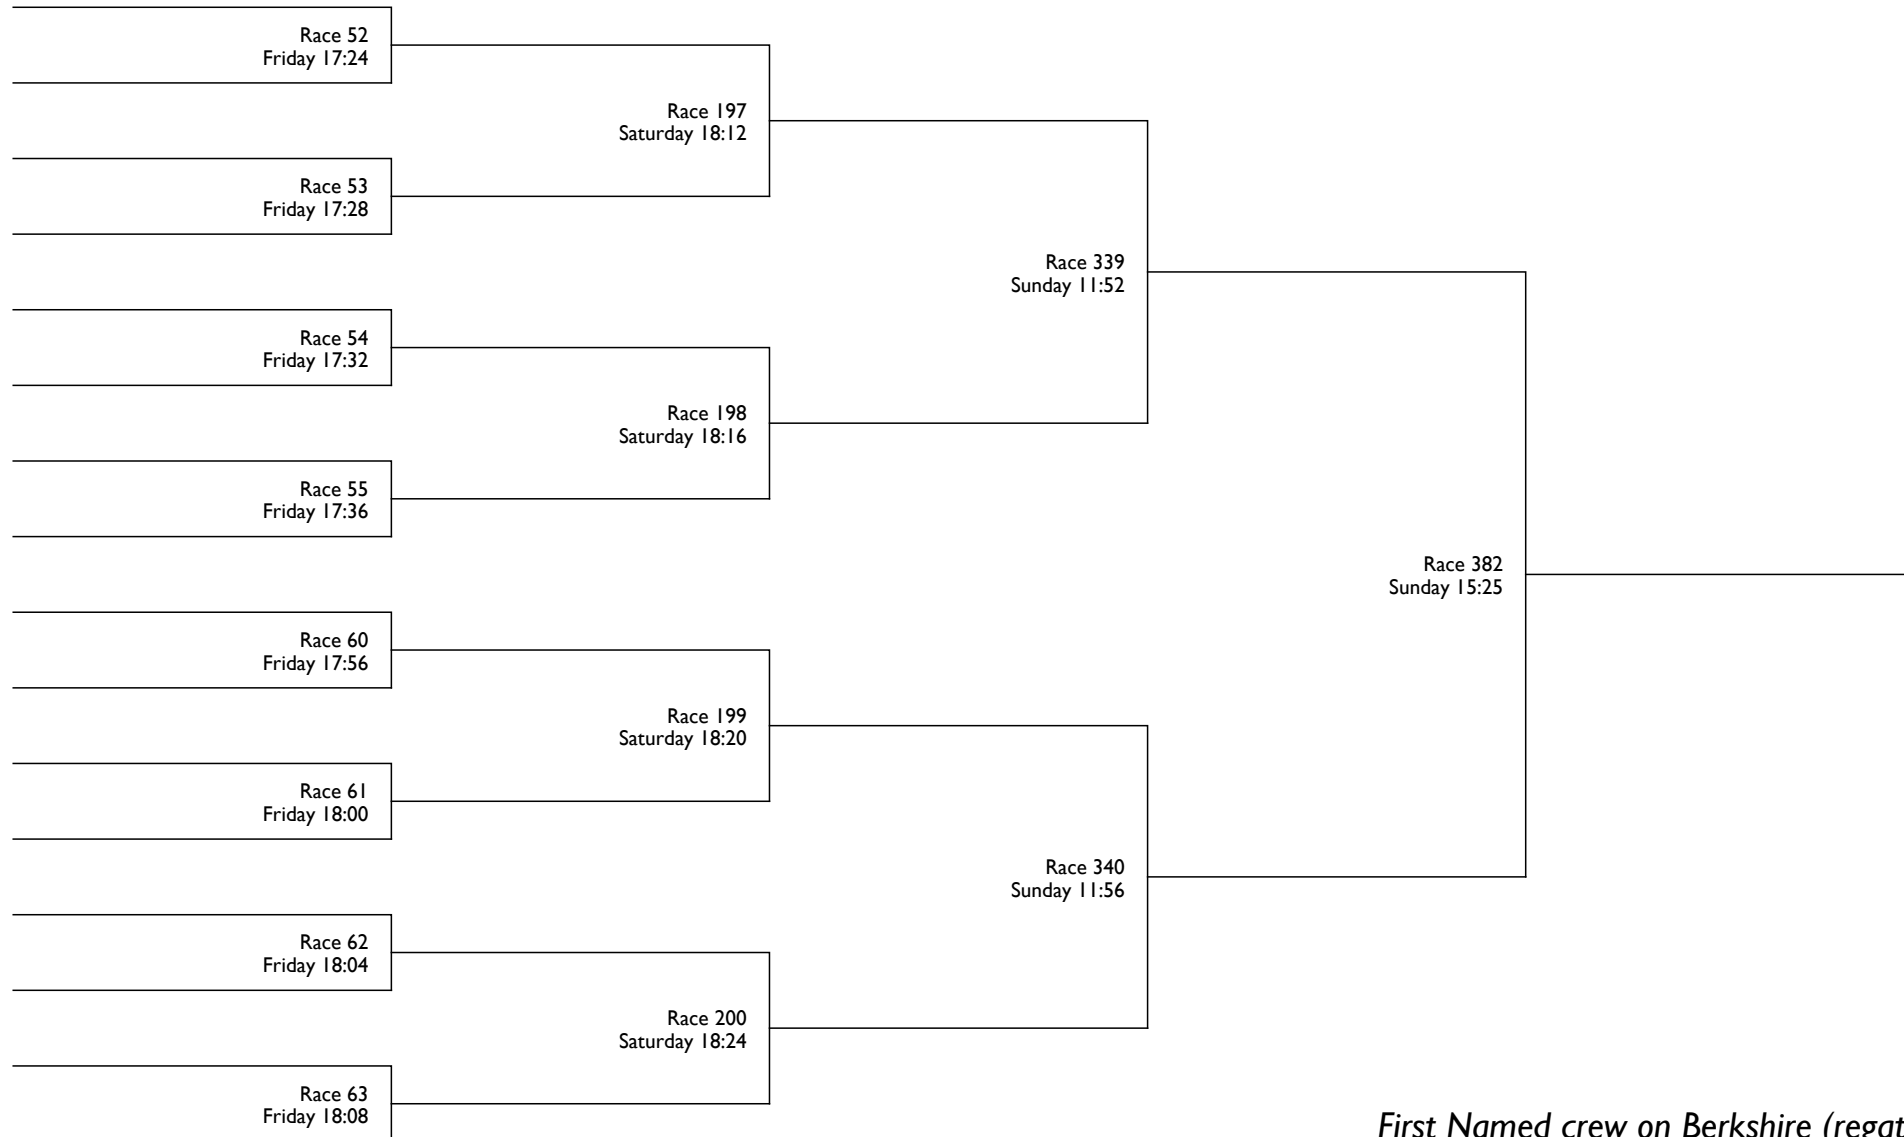 Race 52
Friday 17:24
Race 197
Saturday 18:12
Race 53
Friday 17:28
Race 339
Sunday 11:52
Race 54
Friday 17:32
Race 198
Saturday 18:16
Race 55
Friday 17:36
Race 382
Sunday 15:25
Race 60
Friday 17:56
Race 199
Saturday 18:20
Race 61
Friday 18:00
Race 340
Sunday 11:56
Race 62
Friday 18:04
Race 200
Saturday 18:24
Race 63
Friday 18:08
First Named crew on Berkshire (regat